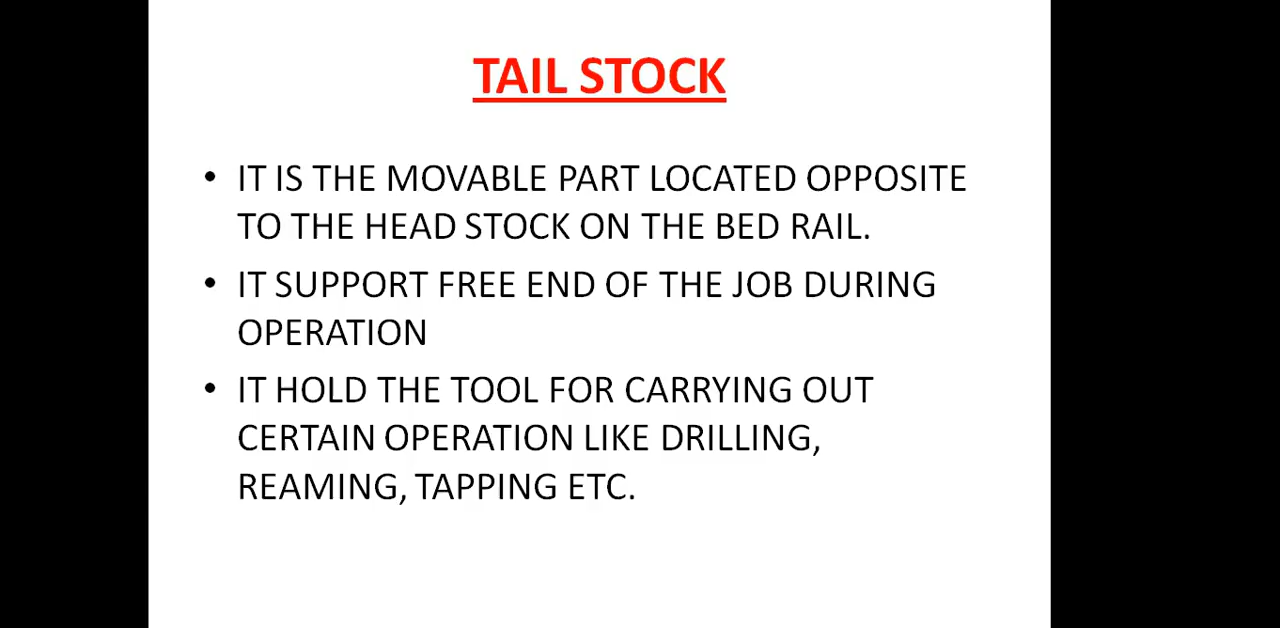 TAIL STOCK
• IT IS THE MOVABLE PART LOCATED OPPOSITE
TO THE HEAD STOCK ON THE BED RAIL.
• IT SUPPORT FREE END OF THE JOB DURING
OPERATION
• IT HOLD THE TOOL FOR CARRYING OUT
CERTAIN OPERATION LIKE DRILLING,
REAMING, TAPPING ETC.